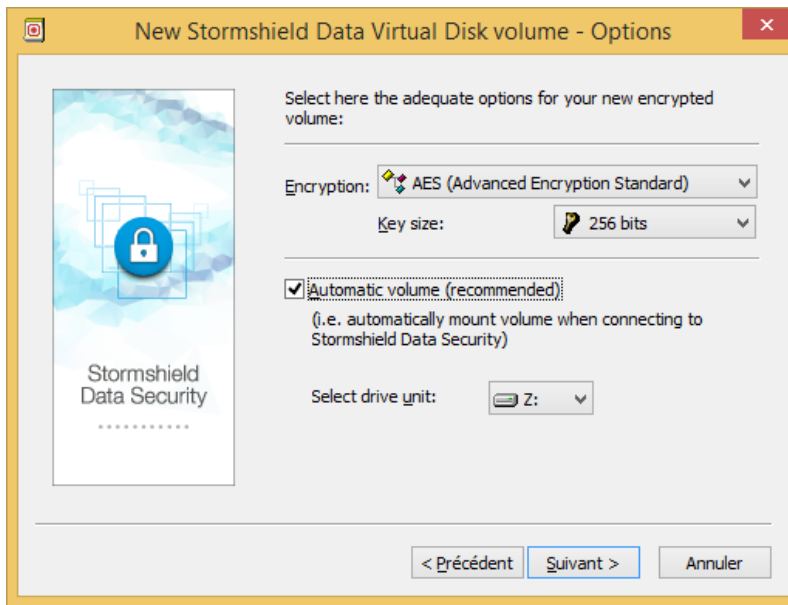 New Stormshield Data Virtual Disk volume - Options
Select here the adequate options for your new encrypted
volume:
Encryption: AES (Advanced Encryption Standard)
Key size: 256 bits
Automatic volume (recommended)
(i.e. automatically mount volume when connecting to
Stormshield Data Security)
Select drive unit: Z:
Stormshield
Data Security
< Précédent Suivant > Annuler